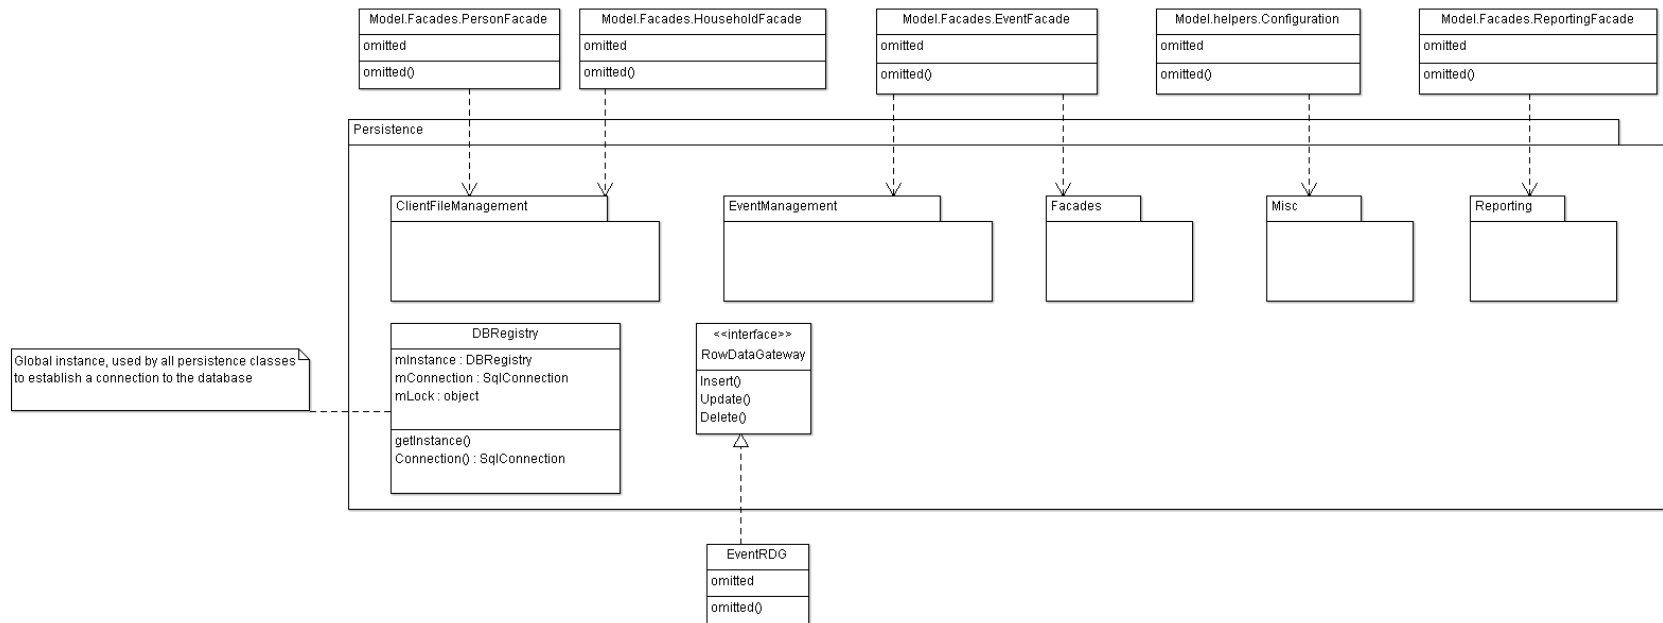 Model.Facades.PersonFacade
omitted
omitted()
Model.Facades.HouseholdFacade
omitted
omitted()
Model.Facades.EventFacade
omitted
omitted()
Model.helpers.Configuration
omitted
omitted()
Model.Facades.ReportingFacade
omitted
omitted()
Persistence
ClientFileManagement
EventManagement
Facades
Misc
Reporting
Global instance, used by all persistence classes
to establish a connection to the database
DBRegistry
mInstance : DBRegistry
mConnection : SqlConnection
mLock : object
getInstance()
Connection() : SqlConnection
<<interface>>
RowDataGateway
Insert()
Update()
Delete()
EventRDG
omitted
omitted()